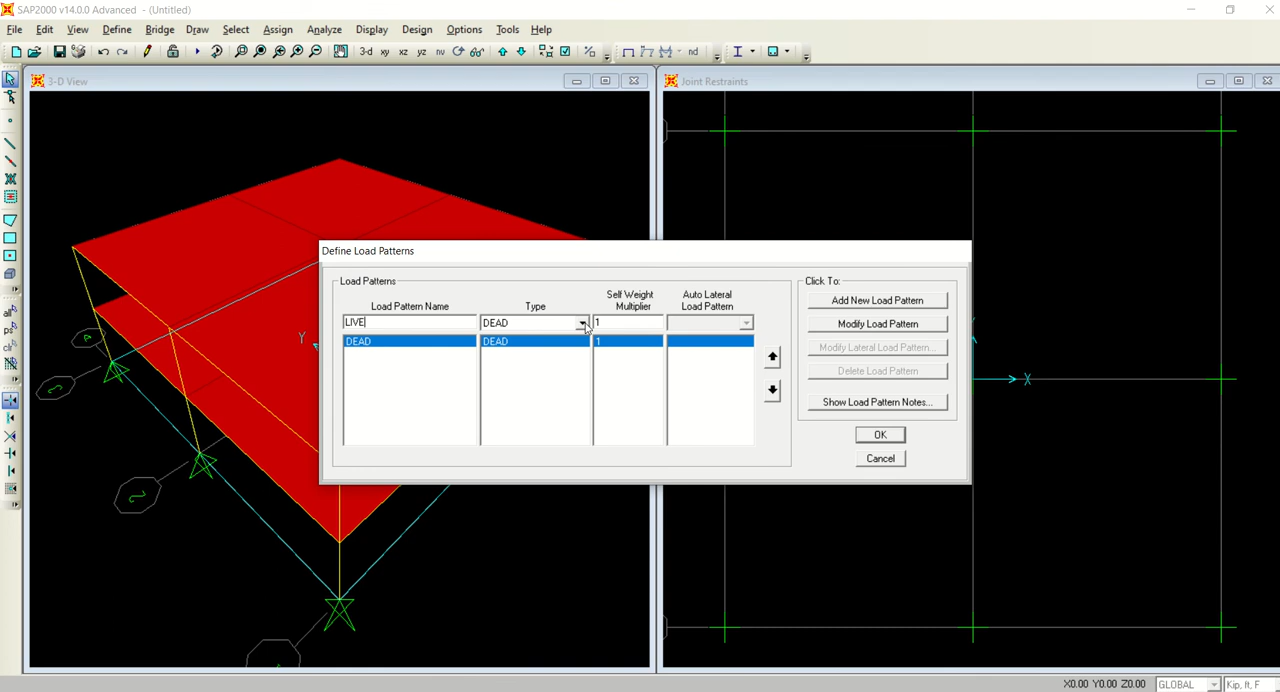 SAP2000 v14.0.0 Advanced - (Untitled)
File Edit View Define Bridge Draw Select Assign Analyze Display Design Options Tools Help
3-d xy xz yz nv nd
3-D View
Joint Restraints
all
ps
clr
Define Load Patterns
Load Patterns
Click To:
Load Pattern Name
Type
Self Weight Multiplier
Auto Lateral Load Pattern
LIVE DEAD 1
DEAD DEAD 1
Add New Load Pattern
Modify Load Pattern
Modify Lateral Load Pattern...
Delete Load Pattern
Show Load Pattern Notes...
OK
Cancel
Y
X
X0.00 Y0.00 Z0.00 GLOBAL Kip, ft, F